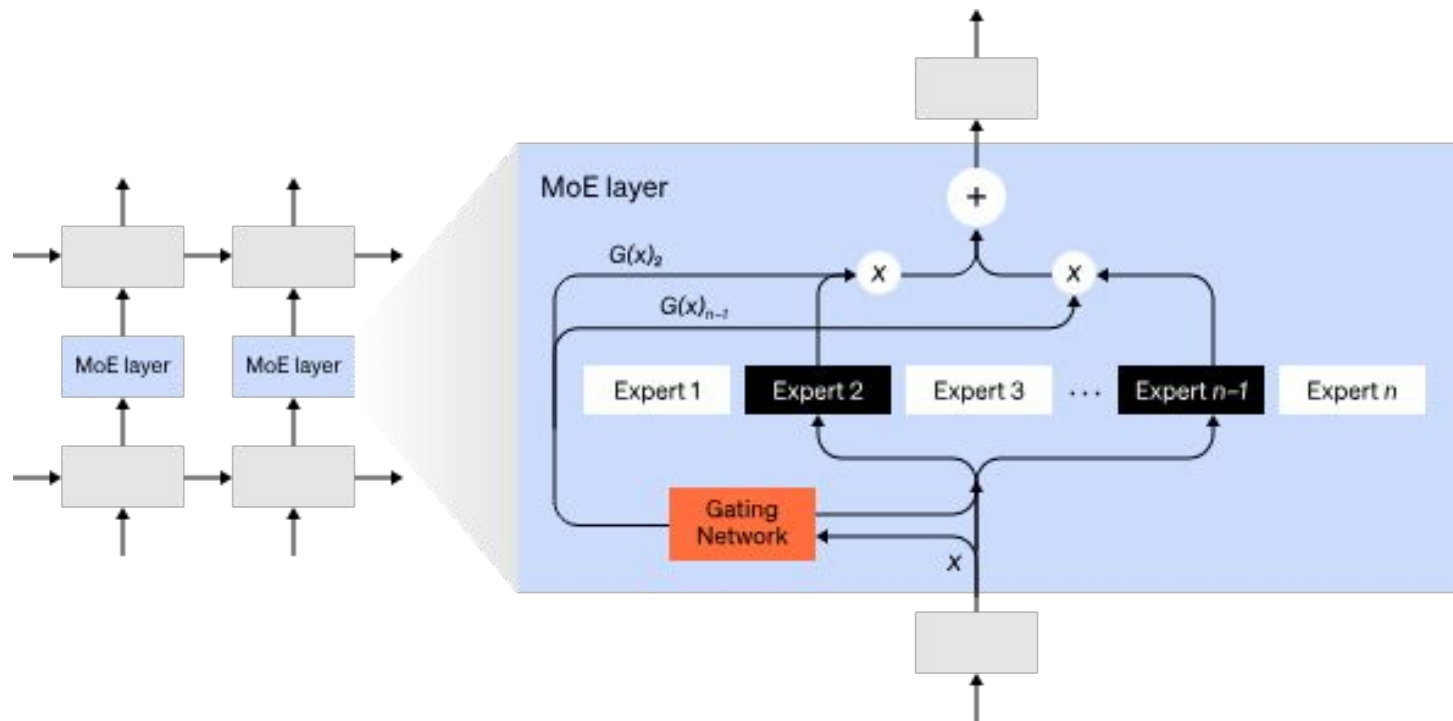 MoE layer
+
G(x)₂
x
x
G(x)ₙ₋₁
MoE layer
MoE layer
Expert 1
Expert 2
Expert 3
...
Expert n–1
Expert n
Gating
Network
x